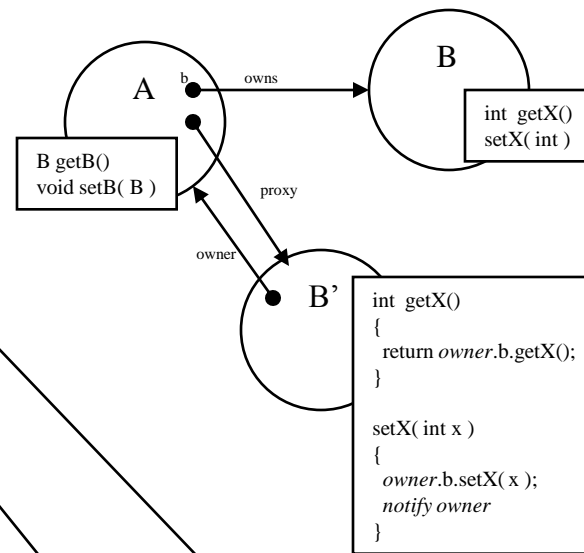 A
b
owns
B
int getX()
setX( int )
B getB()
void setB( B )
proxy
owner
B’
int getX()
{
return owner.b.getX();
}
setX( int x )
{
owner.b.setX( x );
notify owner
}